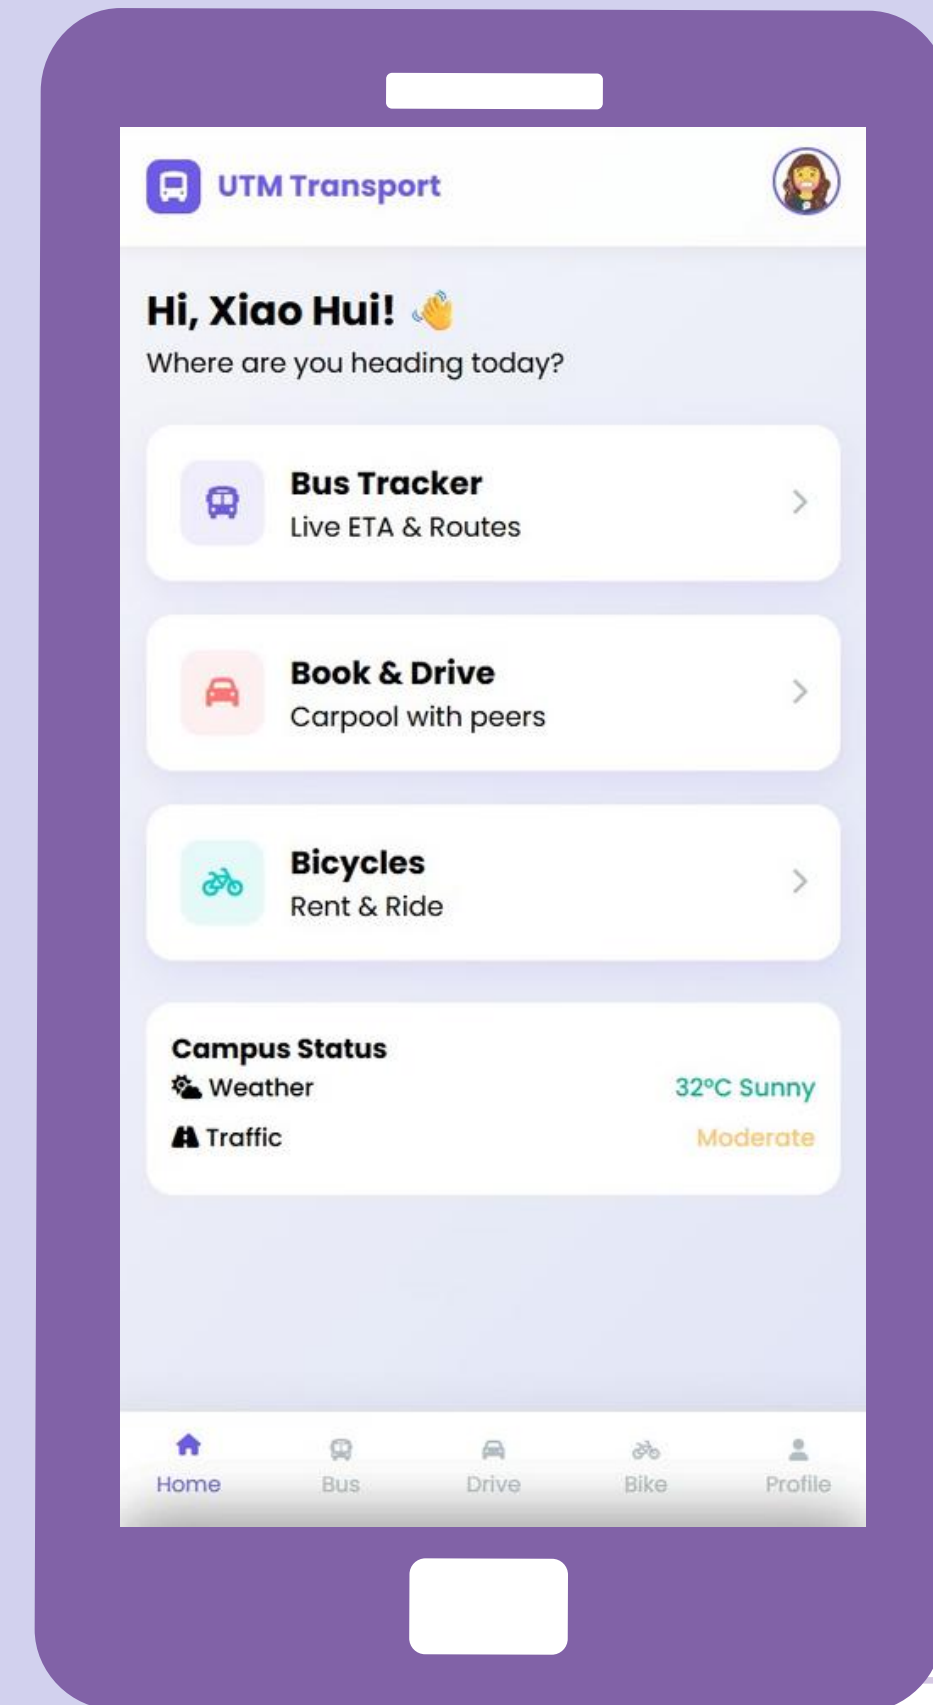 UTM Transport
Hi, Xiao Hui! 👋
Where are you heading today?
Bus Tracker
Live ETA & Routes
Book & Drive
Carpool with peers
Bicycles
Rent & Ride
Campus Status
Weather 32°C Sunny
Traffic Moderate
Home Bus Drive Bike Profile